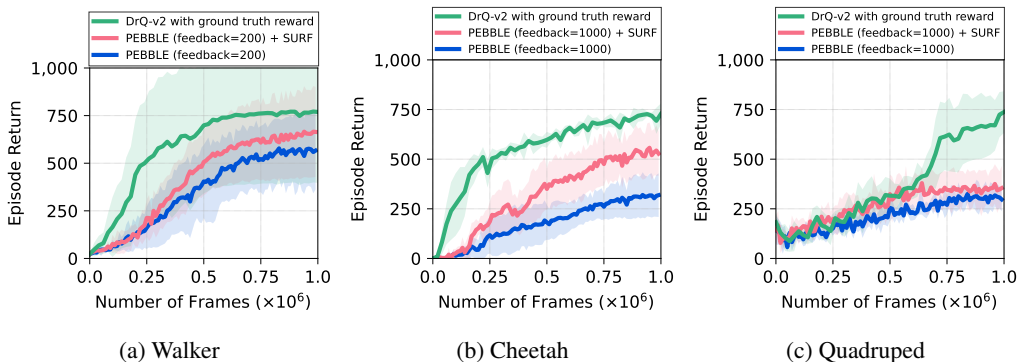 DrQ-v2 with ground truth reward
PEBBLE (feedback=200) + SURF
PEBBLE (feedback=200)
1,000
750
500
250
0
0.0
0.25
0.5
0.75
1.0
Episode Return
Number of Frames (×10⁶)
(a) Walker
DrQ-v2 with ground truth reward
PEBBLE (feedback=1000) + SURF
PEBBLE (feedback=1000)
1,000
750
500
250
0
0.0
0.25
0.5
0.75
1.0
Episode Return
Number of Frames (×10⁶)
(b) Cheetah
DrQ-v2 with ground truth reward
PEBBLE (feedback=1000) + SURF
PEBBLE (feedback=1000)
1,000
750
500
250
0
0.0
0.25
0.5
0.75
1.0
Episode Return
Number of Frames (×10⁶)
(c) Quadruped